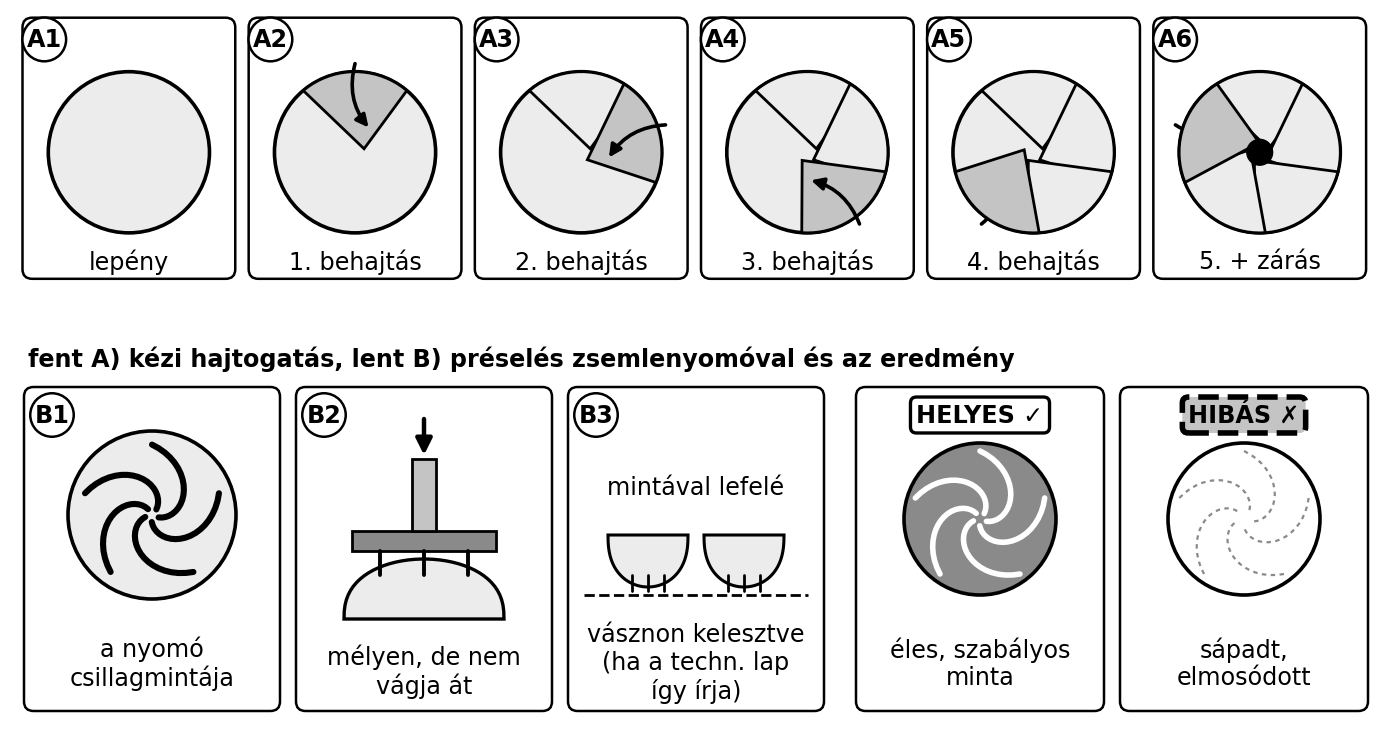 A1
A2
A3
A4
A5
A6
lepény
1. behajtás
2. behajtás
3. behajtás
4. behajtás
5. + zárás
fent A) kézi hajtogatás, lent B) préselés zsemlenyomóval és az eredmény
B1
a nyomó
csillagmintája
B2
mélyen, de nem
vágja át
B3
mintával lefelé
vásznon kelesztve
(ha a techn. lap
így írja)
HELYES ✓
éles, szabályos
minta
HIBÁS ✗
sápadt,
elmosódott